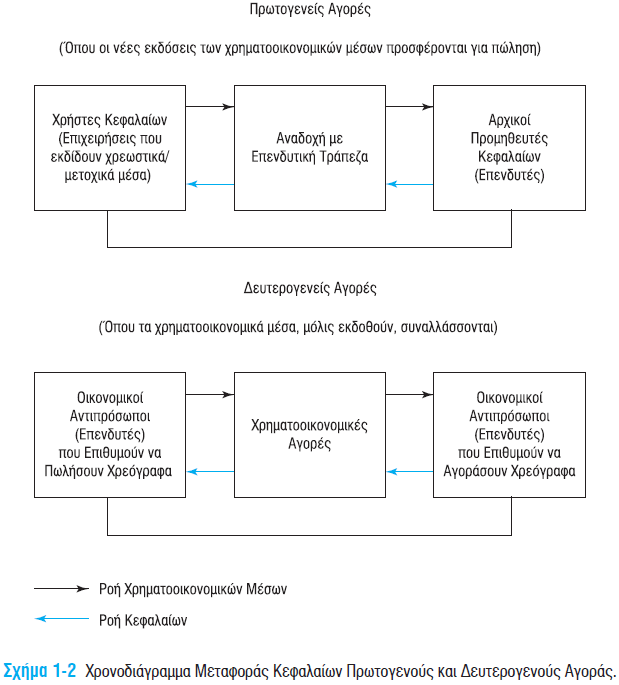 Πρωτογενείς Αγορές
(Όπου οι νέες εκδόσεις των χρηματοοικονομικών μέσων προσφέρονται για πώληση)
Χρήστες Κεφαλαίων
(Επιχειρήσεις που
εκδίδουν χρεωστικά/
μετοχικά μέσα)
Αναδοχή με
Επενδυτική Τράπεζα
Αρχικοί
Προμηθευτές
Κεφαλαίων
(Επενδυτές)
Δευτερογενείς Αγορές
(Όπου τα χρηματοοικονομικά μέσα, μόλις εκδοθούν, συναλλάσσονται)
Οικονομικοί
Αντιπρόσωποι
(Επενδυτές)
που Επιθυμούν να
Πωλήσουν Χρεόγραφα
Χρηματοοικονομικές
Αγορές
Οικονομικοί
Αντιπρόσωποι
(Επενδυτές)
που Επιθυμούν να
Αγοράσουν Χρεόγραφα
Ροή Χρηματοοικονομικών Μέσων
Ροή Κεφαλαίων
Σχήμα 1-2 Χρονοδιάγραμμα Μεταφοράς Κεφαλαίων Πρωτογενούς και Δευτερογενούς Αγοράς.